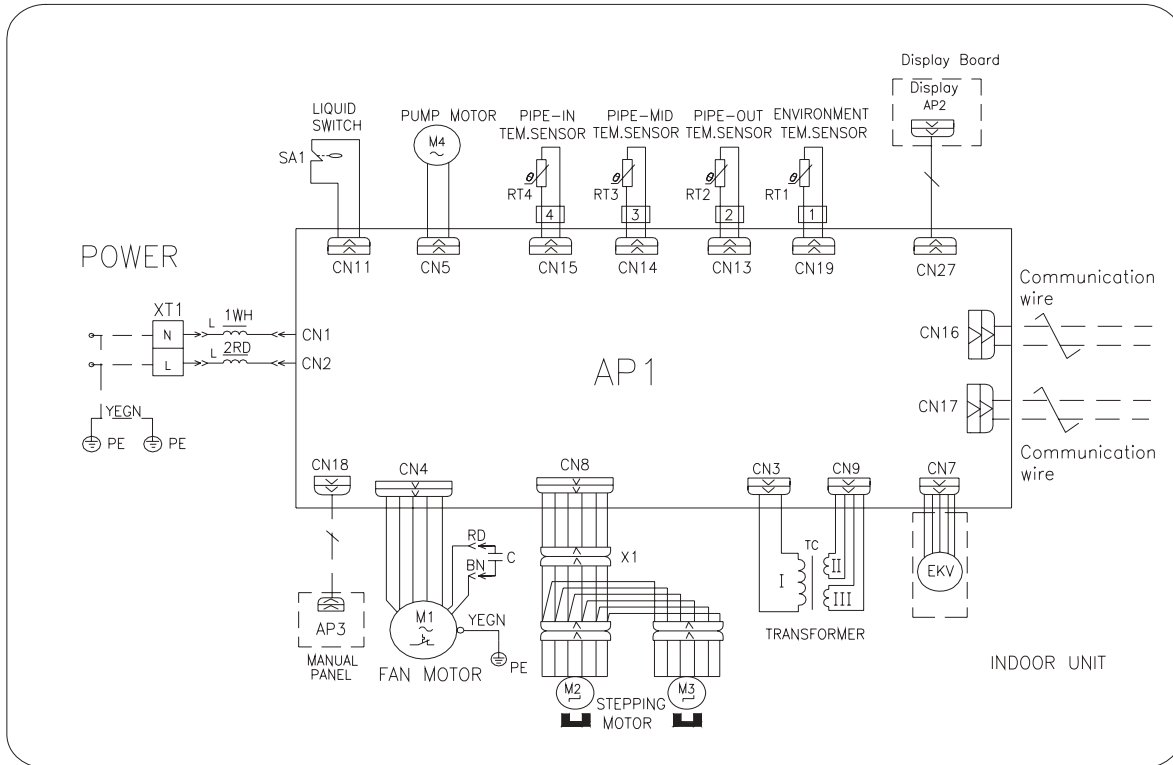 Display Board
Display
AP2
LIQUID
SWITCH
SA1
PUMP MOTOR
M4
PIPE-IN
TEM.SENSOR
RT4
4
PIPE-MID
TEM.SENSOR
RT3
3
PIPE-OUT
TEM.SENSOR
RT2
2
ENVIRONMENT
TEM.SENSOR
RT1
1
θ
θ
θ
θ
CN11
CN5
CN15
CN14
CN13
CN19
CN27
POWER
XT1
N
L
L
1WH
L
2RD
CN1
CN2
YEGN
PE
PE
AP1
CN16
Communication
wire
CN17
Communication
wire
CN18
CN4
CN8
CN3
CN9
CN7
RD
BN
C
X1
I
TC
II
III
TRANSFORMER
EKV
AP3
MANUAL
PANEL
M1
YEGN
PE
FAN MOTOR
M2
M3
STEPPING
MOTOR
INDOOR UNIT